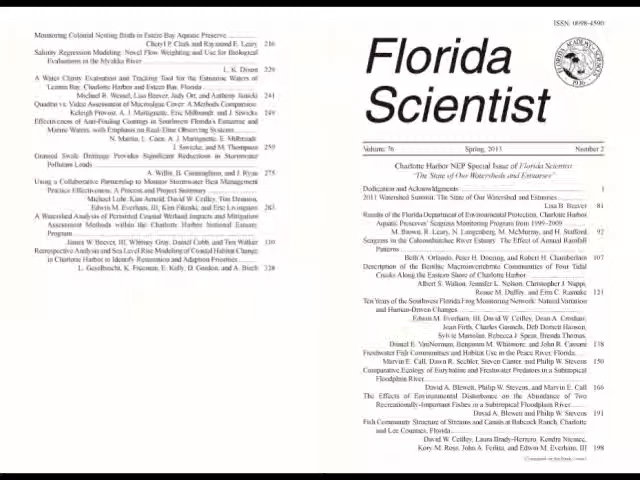 Monitoring Colonial Nesting Birds in Estero Bay Aquatic Preserve
Cheryl P. Clark and Raymond E. Leary 216
Salinity Regression Modeling: Novel Flow Weighting and Use for Biological
Evaluations in the Myakka River
L. K. Dixon 229
A Water Clarity Evaluation and Tracking Tool for the Estuarine Waters of
Lemon Bay, Charlotte Harbor and Estero Bay, Florida
Michael R. Wessel, Lisa Beever, Judy Ott, and Anthony Janicki 241
Quadrat vs. Video Assessment of Macroalgae Cover: A Methods Comparison
Keleigh Provost, A. J. Martignette, Eric Milbrandt, and J. Siwicke 249
Effectiveness of Anti-Fouling Coatings in Southwest Florida's Estuarine and
Marine Waters, with Emphasis on Real-Time Observing Systems
N. Martin, L. Coen, A. J. Martignette, E. Milbrandt,
J. Siwicke, and M. Thompson 259
Grassed Swale Drainage Provides Significant Reductions in Stormwater
Pollutant Loads
A. Willis, B. Cunningham, and J. Ryan 275
Using a Collaborative Partnership to Monitor Stormwater Best Management
Practice Effectiveness: A Process and Project Summary
Michael Lohr, Kim Arnold, David W. Ceilley, Tom Denison,
Edwin M. Everham, III, Kim Fikoski, and Eric Livingston 283
A Watershed Analysis of Permitted Coastal Wetland Impacts and Mitigation
Assessment Methods within the Charlotte Harbor National Estuary
Program
James W. Beever, III, Whitney Gray, Daniel Cobb, and Tim Walker 310
Retrospective Analysis and Sea Level Rise Modeling of Coastal Habitat Change
in Charlotte Harbor to Identify Restoration and Adaptation Priorities
L. Geselbracht, K. Freeman, E. Kelly, D. Gordon, and A. Birch 328
ISSN: 0098-4590
Florida
Scientist
FLORIDA ACADEMY SCIENCES
1936
Volume 76 Spring, 2013 Number 2
Charlotte Harbor NEP Special Issue of Florida Scientist
"The State of Our Watersheds and Estuaries"
Dedication and Acknowledgments 1
2011 Watershed Summit: The State of Our Watershed and Estuaries
Lisa B. Beever 81
Results of the Florida Department of Environmental Protection, Charlotte Harbor
Aquatic Preserves' Seagrass Monitoring Program from 1999–2009
M. Brown, R. Leary, N. Langenberg, M. McMurray, and H. Stafford 92
Seagrass in the Caloosahatchee River Estuary: The Effect of Annual Rainfall
Patterns
Beth A. Orlando, Peter H. Doering, and Robert H. Chamberlain 107
Description of the Benthic Macroinvertebrate Communities of Four Tidal
Creeks Along the Eastern Shore of Charlotte Harbor
Albert S. Walton, Jennifer L. Nelson, Christopher J. Nappi,
Renee M. Duffey, and Erin C. Rasnake 121
Ten Years of the Southwest Florida Frog Monitoring Network: Natural Variation
and Human-Driven Changes
Edwin M. Everham, III, David W. Ceilley, Dean A. Croshaw,
Joan Firth, Charles Gunnels, Deb Dorsett Hanson,
Rebecca J. Spear, Brenda Thomas,
Daniel E. VanNorman, Benjamin M. Whitmore, and John R. Cassani 138
Freshwater Fish Communities and Habitat Use in the Peace River, Florida
Marvin E. Call, Dawn R. Sechler, Steven Canter, and Philip W. Stevens 150
Comparative Ecology of Euryhaline and Freshwater Predators in a Subtropical
Floodplain River
David A. Blewett, Philip W. Stevens, and Marvin E. Call 166
The Effects of Environmental Disturbance on the Abundance of Two
Recreationally-Important Fishes in a Subtropical Floodplain River
David A. Blewett and Philip W. Stevens 191
Fish Community Structure of Streams and Canals at Babcock Ranch, Charlotte
and Lee Counties, Florida
David W. Ceilley, Laura Brady-Herrera, Kendra
Kory M. Ross, John A. Ferlita, and Edwin M. Everham, III 198
(Continued on the back cover)